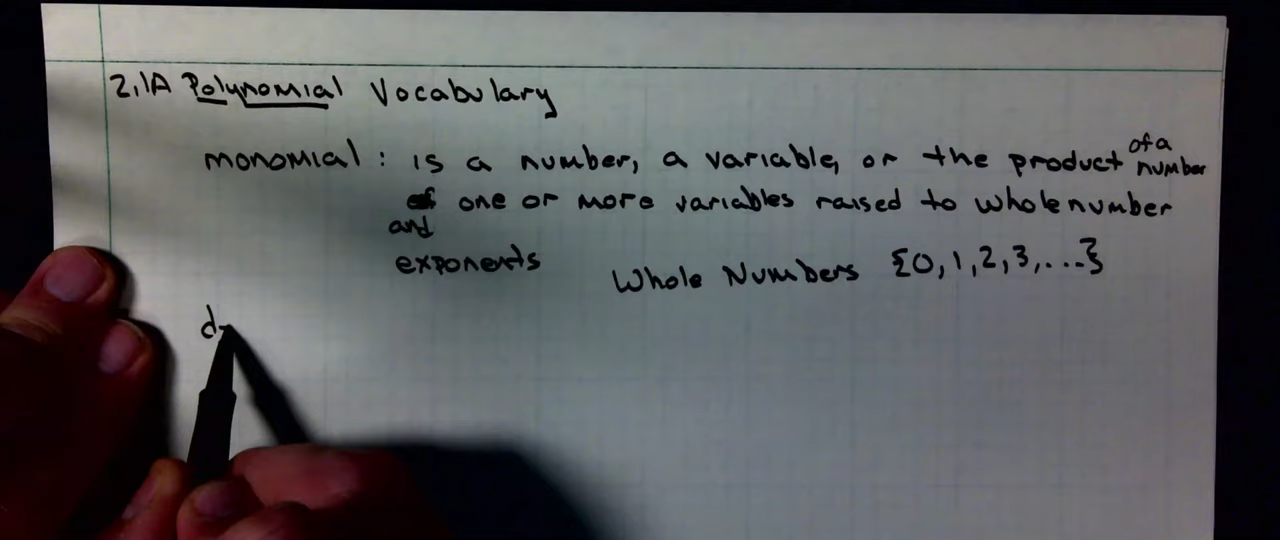 2.1A Polynomial Vocabulary
monomial: is a number, a variable, or the product of a number
and one or more variables raised to whole number
exponents
Whole Numbers {0, 1, 2, 3, ...}
d